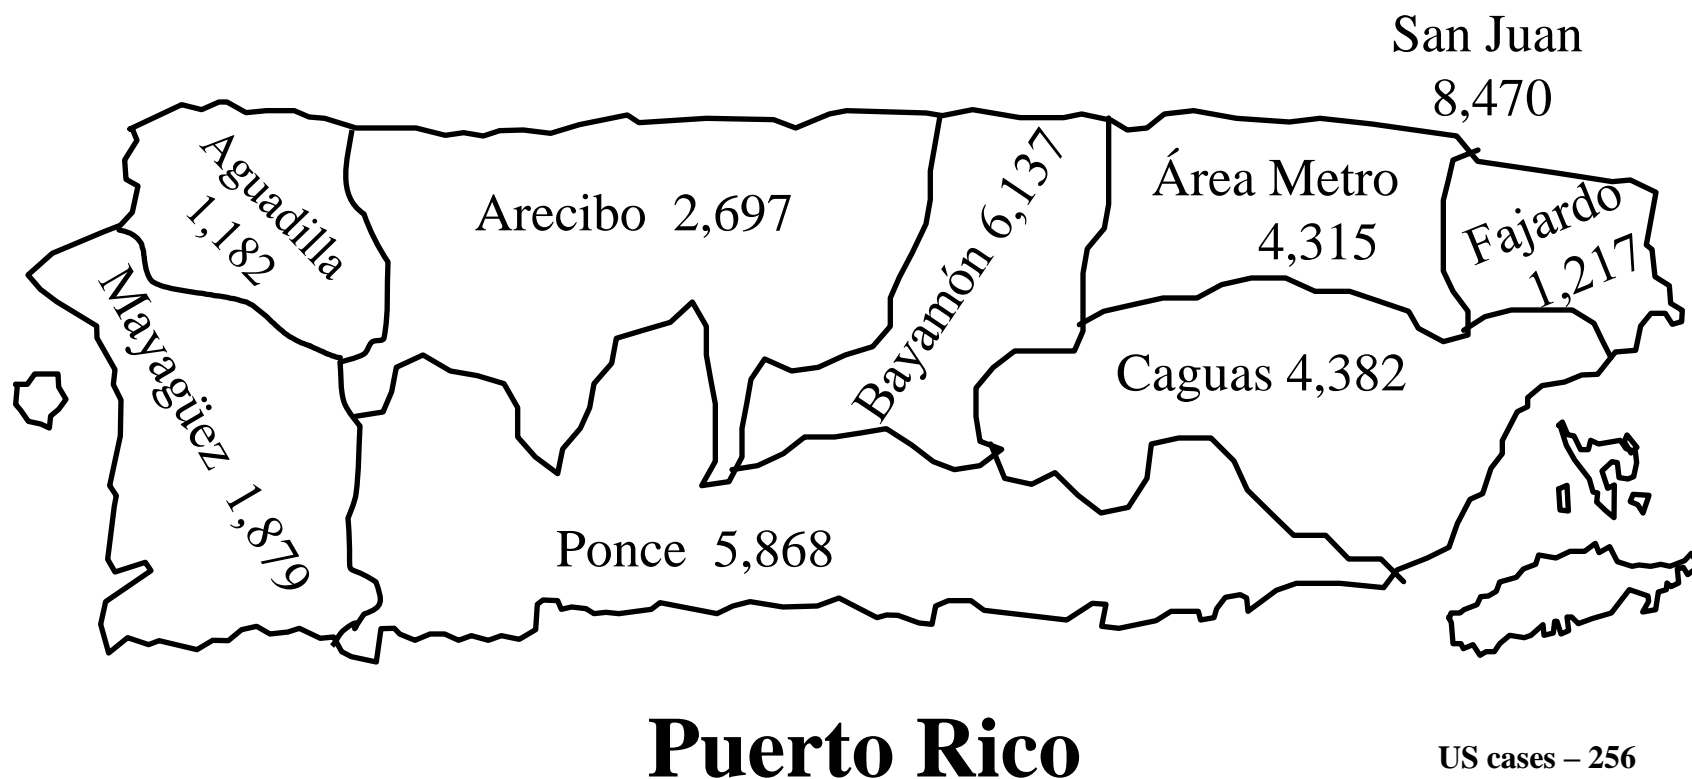 San Juan
8,470
Aguadilla
1,182
Arecibo 2,697
Bayamón 6,137
Área Metro
4,315
Fajardo
1,217
Mayagüez 1,879
Caguas 4,382
Ponce 5,868
Puerto Rico
US cases – 256